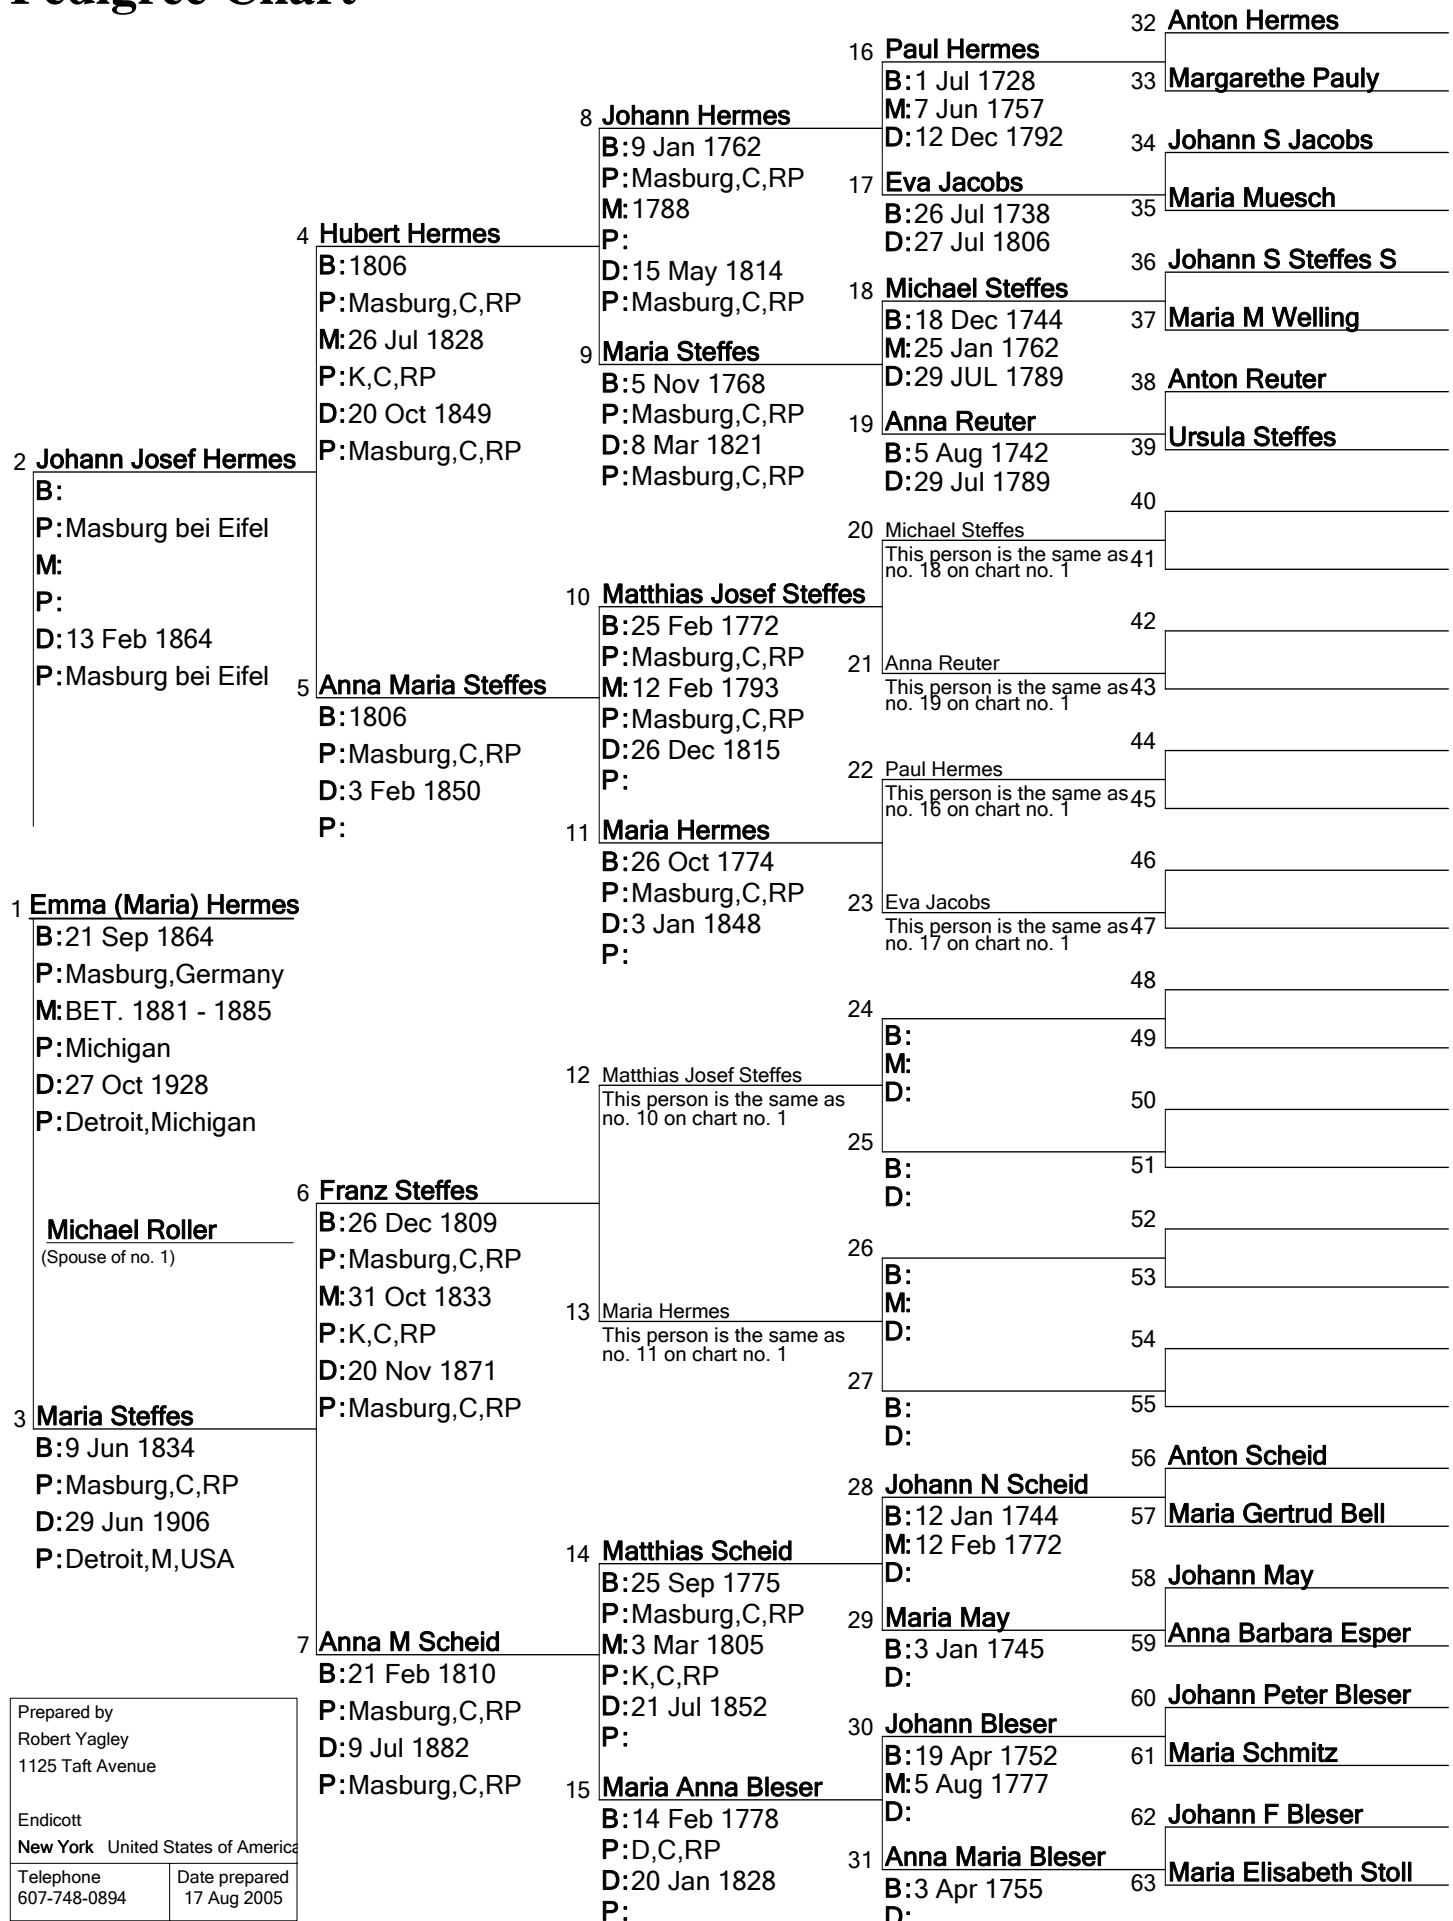 Pedigree Chart
1 Emma (Maria) Hermes
B:21 Sep 1864
P:Masburg,Germany
M:BET. 1881 - 1885
P:Michigan
D:27 Oct 1928
P:Detroit,Michigan
Michael Roller
(Spouse of no. 1)
2 Johann Josef Hermes
B:
P:Masburg bei Eifel
M:
P:
D:13 Feb 1864
P:Masburg bei Eifel
3 Maria Steffes
B:9 Jun 1834
P:Masburg,C,RP
D:29 Jun 1906
P:Detroit,M,USA
4 Hubert Hermes
B:1806
P:Masburg,C,RP
M:26 Jul 1828
P:K,C,RP
D:20 Oct 1849
P:Masburg,C,RP
5 Anna Maria Steffes
B:1806
P:Masburg,C,RP
D:3 Feb 1850
P:
6 Franz Steffes
B:26 Dec 1809
P:Masburg,C,RP
M:31 Oct 1833
P:K,C,RP
D:20 Nov 1871
P:Masburg,C,RP
7 Anna M Scheid
B:21 Feb 1810
P:Masburg,C,RP
D:9 Jul 1882
P:Masburg,C,RP
8 Johann Hermes
B:9 Jan 1762
P:Masburg,C,RP
M:1788
P:
D:15 May 1814
P:Masburg,C,RP
9 Maria Steffes
B:5 Nov 1768
P:Masburg,C,RP
D:8 Mar 1821
P:Masburg,C,RP
10 Matthias Josef Steffes
B:25 Feb 1772
P:Masburg,C,RP
M:12 Feb 1793
P:Masburg,C,RP
D:26 Dec 1815
P:
11 Maria Hermes
B:26 Oct 1774
P:Masburg,C,RP
D:3 Jan 1848
P:
12 Matthias Josef Steffes
This person is the same as
no. 10 on chart no. 1
13 Maria Hermes
This person is the same as
no. 11 on chart no. 1
14 Matthias Scheid
B:25 Sep 1775
P:Masburg,C,RP
M:3 Mar 1805
P:K,C,RP
D:21 Jul 1852
P:
15 Maria Anna Bleser
B:14 Feb 1778
P:D,C,RP
D:20 Jan 1828
P:
16 Paul Hermes
B:1 Jul 1728
M:7 Jun 1757
D:12 Dec 1792
17 Eva Jacobs
B:26 Jul 1738
D:27 Jul 1806
18 Michael Steffes
B:18 Dec 1744
M:25 Jan 1762
D:29 JUL 1789
19 Anna Reuter
B:5 Aug 1742
D:29 Jul 1789
20 Michael Steffes
This person is the same as
no. 18 on chart no. 1
21 Anna Reuter
This person is the same as
no. 19 on chart no. 1
22 Paul Hermes
This person is the same as
no. 16 on chart no. 1
23 Eva Jacobs
This person is the same as
no. 17 on chart no. 1
24
B:
M:
D:
25
B:
D:
26
B:
M:
D:
27
B:
D:
28 Johann N Scheid
B:12 Jan 1744
M:12 Feb 1772
D:
29 Maria May
B:3 Jan 1745
D:
30 Johann Bleser
B:19 Apr 1752
M:5 Aug 1777
D:
31 Anna Maria Bleser
B:3 Apr 1755
D:
32 Anton Hermes
33 Margarethe Pauly
34 Johann S Jacobs
35 Maria Muesch
36 Johann S Steffes S
37 Maria M Welling
38 Anton Reuter
39 Ursula Steffes
40
41
42
43
44
45
46
47
48
49
50
51
52
53
54
55
56 Anton Scheid
57 Maria Gertrud Bell
58 Johann May
59 Anna Barbara Esper
60 Johann Peter Bleser
61 Maria Schmitz
62 Johann F Bleser
63 Maria Elisabeth Stoll
Prepared by
Robert Yagley
1125 Taft Avenue
Endicott
New York United States of America
Telephone
607-748-0894
Date prepared
17 Aug 2005